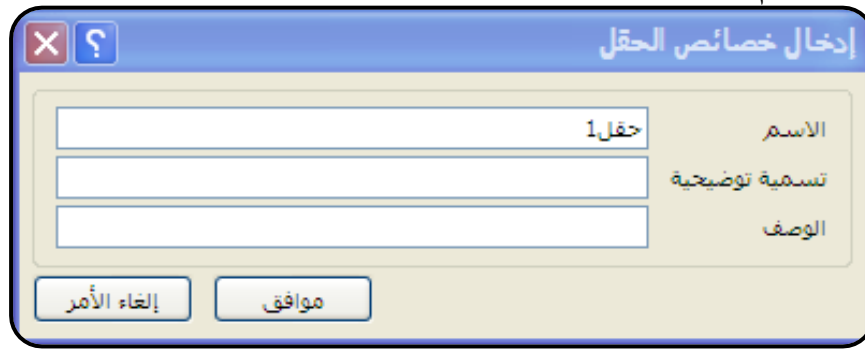 إدخال خصائص الحقل
الاسم حقل1
تسمية توضيحية
الوصف
موافق إلغاء الأمر